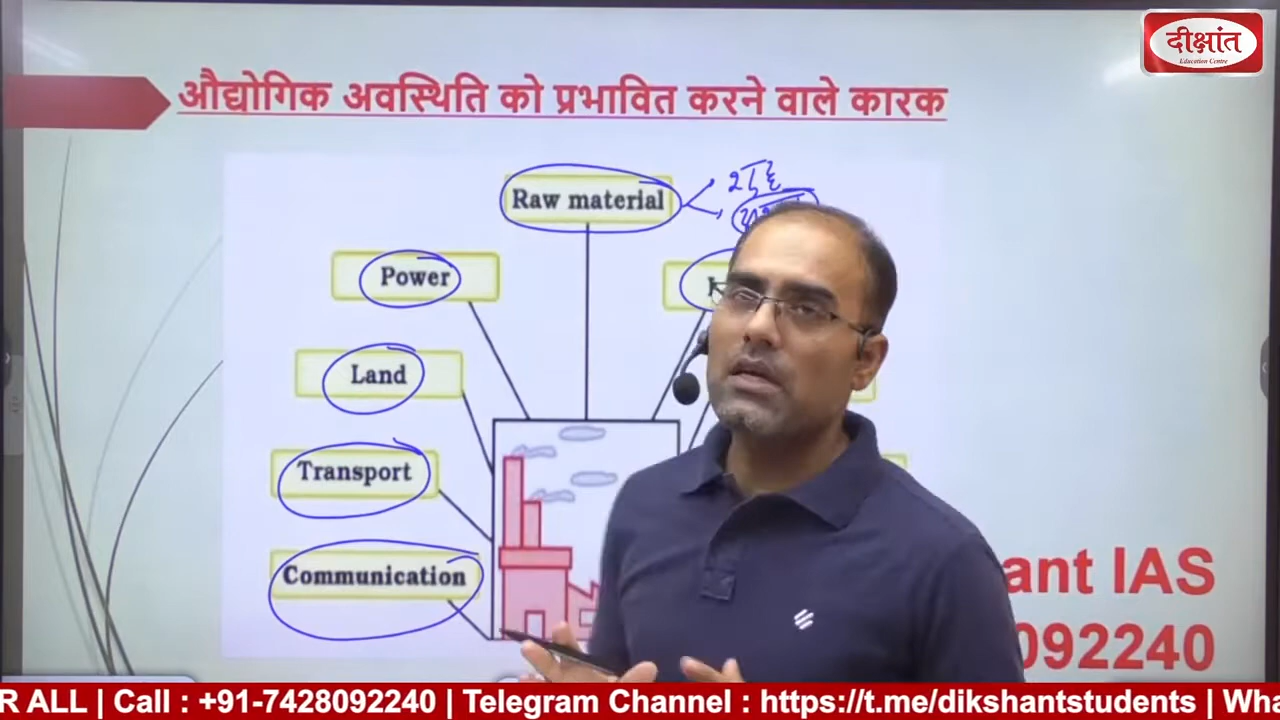 दीक्षांत
Education Centre
औद्योगिक अवस्थिति को प्रभावित करने वाले कारक
Raw material
शुद्ध
Power
Land
Transport
Communication
ant IAS
092240
R ALL | Call : +91-7428092240 | Telegram Channel : https://t.me/dikshantstudents | Wha